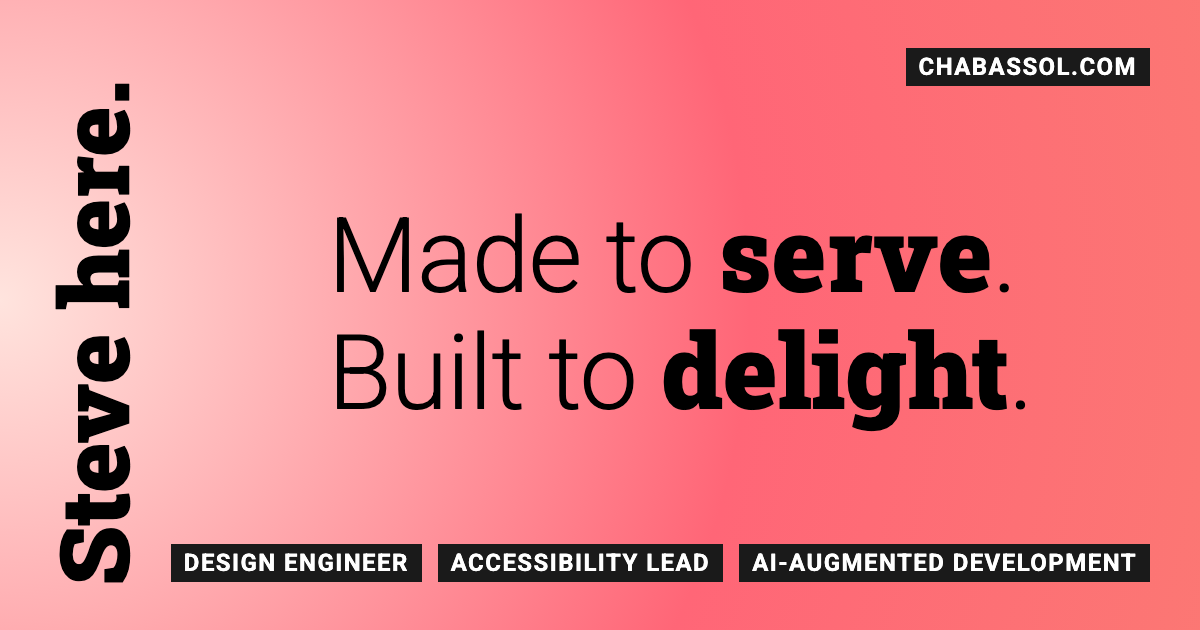 CHABASSOL.COM
Steve here.
Made to serve.
Built to delight.
DESIGN ENGINEER
ACCESSIBILITY LEAD
AI-AUGMENTED DEVELOPMENT